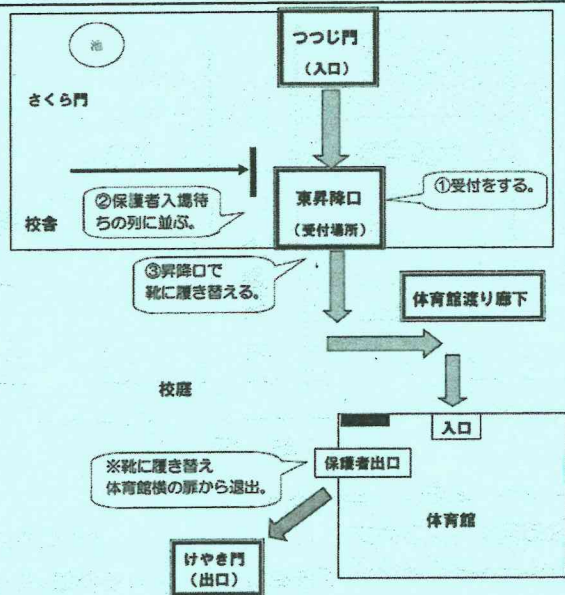 池
つつじ門
（入口）
さくら門
①受付をする。
②保護者入場待
ちの列に並ぶ。
東昇降口
（受付場所）
校舎
③昇降口で
靴に履き替える。
体育館渡り廊下
校庭
入口
保護者出口
※靴に履き替え
体育館横の扉から退出。
体育館
けやき門
（出口）